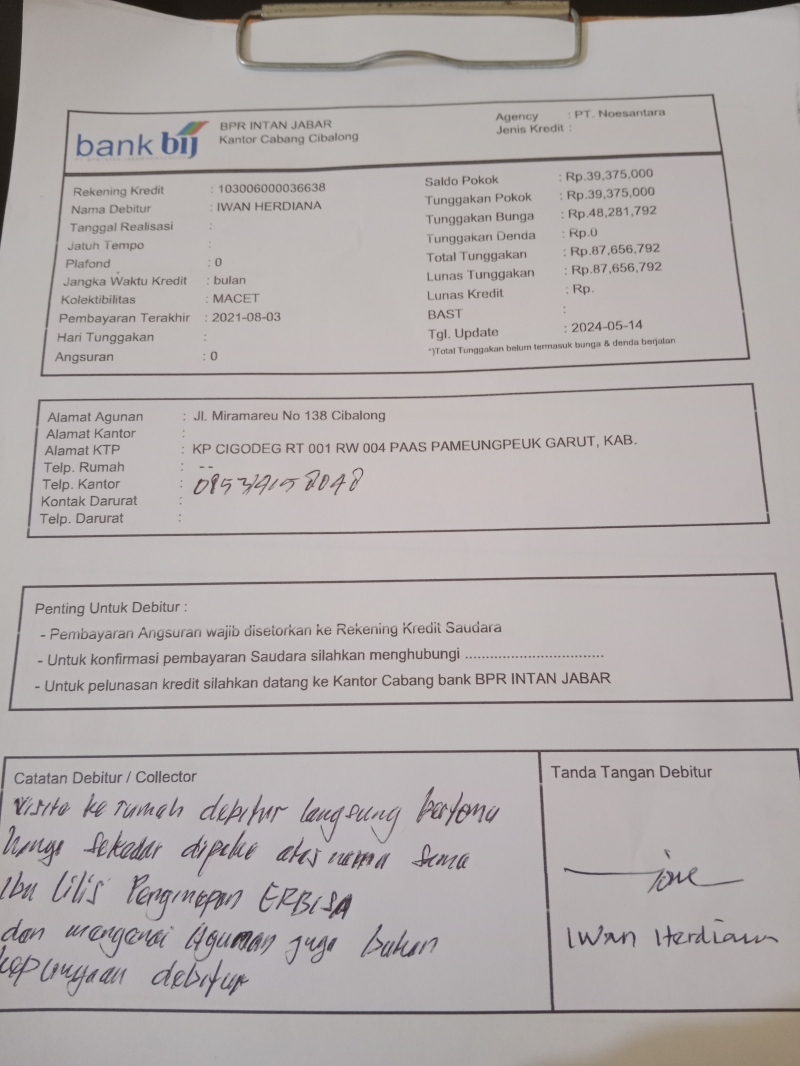 bank bij
BPR INTAN JABAR
Kantor Cabang Cibalong
Agency : PT. Noesantara
Jenis Kredit :
Rekening Kredit : 103006000036638
Nama Debitur : IWAN HERDIANA
Tanggal Realisasi :
Jatuh Tempo :
Plafond : 0
Jangka Waktu Kredit : bulan
Kolektibilitas : MACET
Pembayaran Terakhir : 2021-08-03
Hari Tunggakan :
Angsuran : 0
Saldo Pokok : Rp.39,375,000
Tunggakan Pokok : Rp.39,375,000
Tunggakan Bunga : Rp.48,281,792
Tunggakan Denda : Rp.0
Total Tunggakan : Rp.87,656,792
Lunas Tunggakan : Rp.87,656,792
Lunas Kredit : Rp.
BAST :
Tgl. Update : 2024-05-14
*)Total Tunggakan belum termasuk bunga & denda berjalan
Alamat Agunan : Jl. Miramareu No 138 Cibalong
Alamat Kantor :
Alamat KTP : KP CIGODEG RT 001 RW 004 PAAS PAMEUNGPEUK GARUT, KAB.
Telp. Rumah : --
Telp. Kantor :
Kontak Darurat :
Telp. Darurat :
Penting Untuk Debitur :
- Pembayaran Angsuran wajib disetorkan ke Rekening Kredit Saudara
- Untuk konfirmasi pembayaran Saudara silahkan menghubungi ..................................
- Untuk pelunasan kredit silahkan datang ke Kantor Cabang bank BPR INTAN JABAR
Catatan Debitur / Collector
visite ke rumah debitur langsung bertemu
hanya sekedar dipake atas nama sama
Ibu Lilis Penginapan ERBISA
dan mengenai Agunan juga bukan
kepunyaan debitur
Tanda Tangan Debitur
Iwan Herdiana